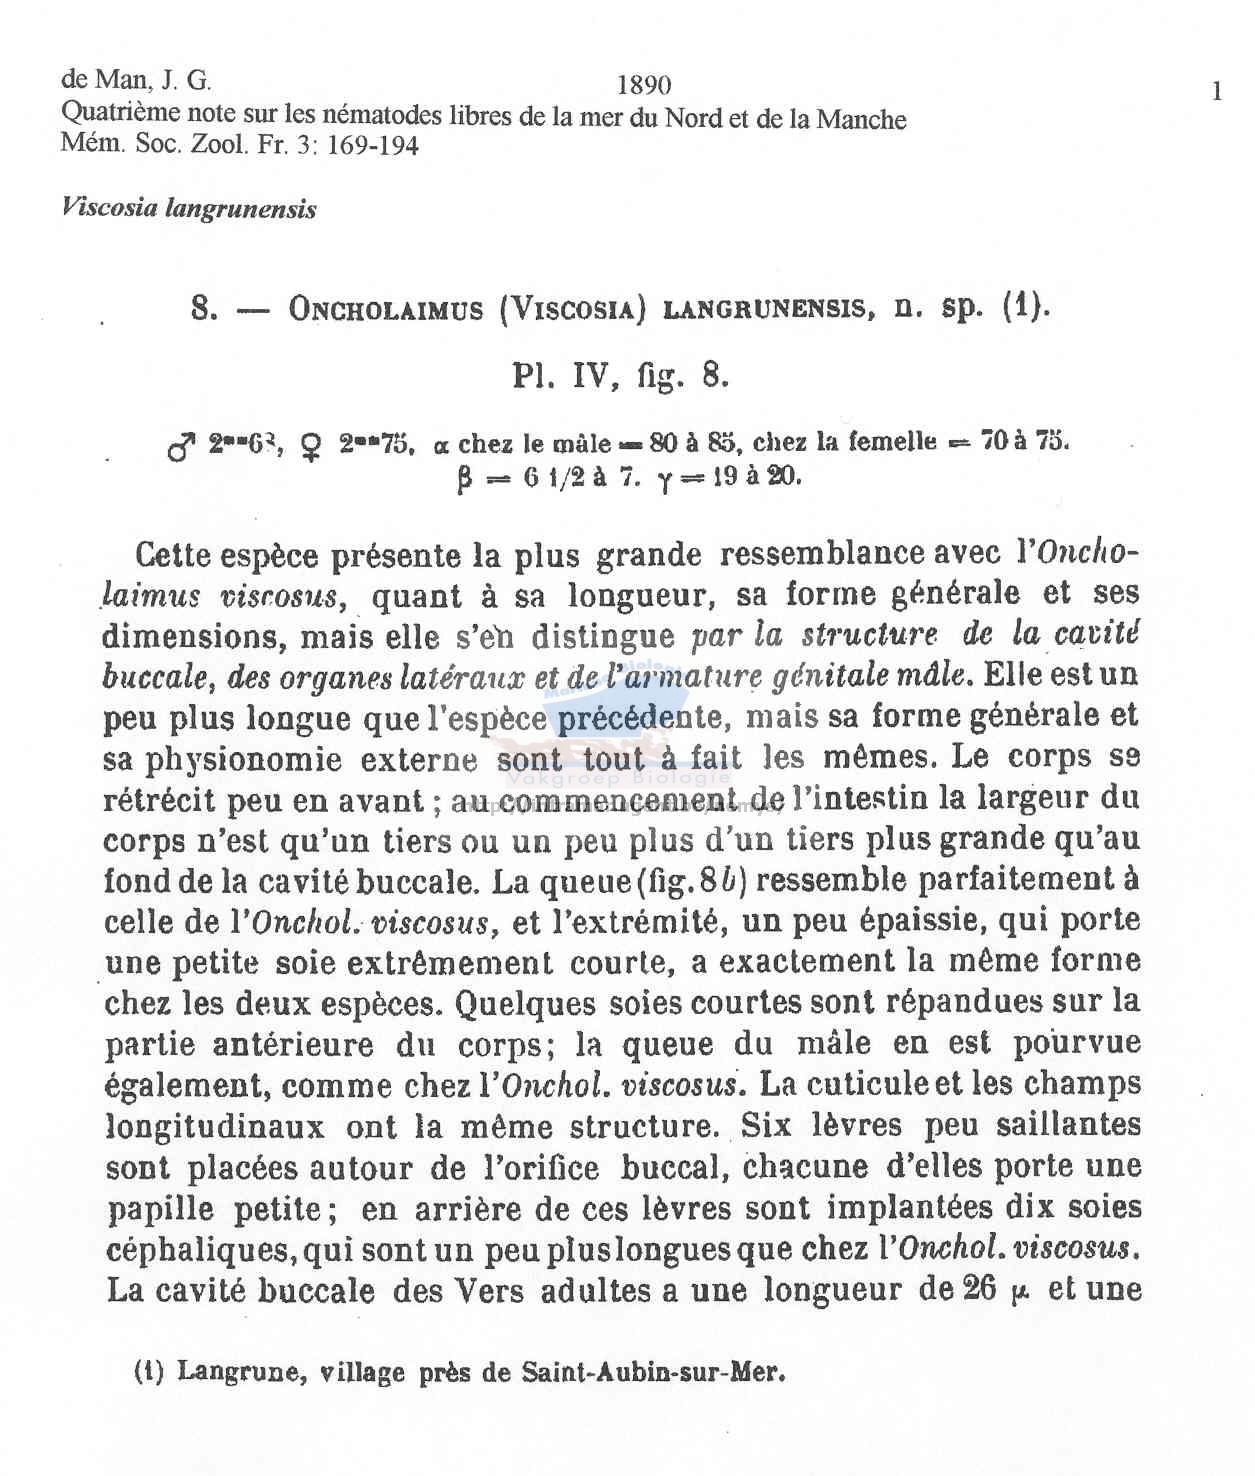 de Man, J. G.
1890
1
Quatrième note sur les nématodes libres de la mer du Nord et de la Manche
Mém. Soc. Zool. Fr. 3: 169-194
Viscosia langrunensis
8. — Oncholaimus (Viscosia) langrunensis, n. sp. (1).
Pl. IV, fig. 8.
♂ ♀ α chez le mâle = 80 à 85, chez la femelle = 70 à 75.
β = 6 1/2 à 7. γ = 19 à 20.
Cette espèce présente la plus grande ressemblance avec l'Oncho-
laimus viscosus, quant à sa longueur, sa forme générale et ses
dimensions, mais elle s'en distingue par la structure de la cavité
buccale, des organes latéraux et de l'armature génitale mâle. Elle est un
peu plus longue que l'espèce précédente, mais sa forme générale et
sa physionomie externe sont tout à fait les mêmes. Le corps se
Vakgroep Biologie
rétrécit peu en avant ; au commencement de l'intestin la largeur du
corps n'est qu'un tiers ou un peu plus d'un tiers plus grande qu'au
fond de la cavité buccale. La queue (fig. 8 b) ressemble parfaitement à
celle de l'Onchol. viscosus, et l'extrémité, un peu épaissie, qui porte
une petite soie extrêmement courte, a exactement la même forme
chez les deux espèces. Quelques soies courtes sont répandues sur la
partie antérieure du corps; la queue du mâle en est pourvue
également, comme chez l'Onchol. viscosus. La cuticule et les champs
longitudinaux ont la même structure. Six lèvres peu saillantes
sont placées autour de l'orifice buccal, chacune d'elles porte une
papille petite; en arrière de ces lèvres sont implantées dix soies
céphaliques, qui sont un peu plus longues que chez l'Onchol. viscosus.
La cavité buccale des Vers adultes a une longueur de 26 μ et une
(1) Langrune, village près de Saint-Aubin-sur-Mer.